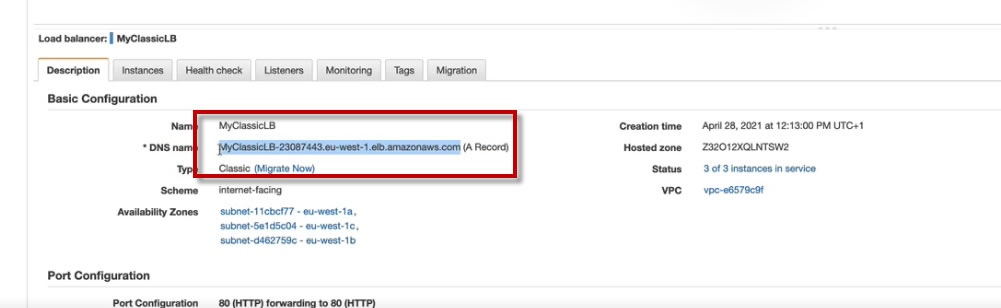 Load balancer: MyClassicLB
Description Instances Health check Listeners Monitoring Tags Migration
Basic Configuration
Name MyClassicLB Creation time April 28, 2021 at 12:13:00 PM UTC+1
* DNS name MyClassicLB-23087443.eu-west-1.elb.amazonaws.com (A Record) Hosted zone Z32O12XQLNTSW2
Type Classic (Migrate Now) Status 3 of 3 instances in service
Scheme internet-facing VPC vpc-e6579c9f
Availability Zones subnet-11cbcf77 - eu-west-1a,
subnet-5e1d5c04 - eu-west-1c,
subnet-d462759c - eu-west-1b
Port Configuration
Port Configuration 80 (HTTP) forwarding to 80 (HTTP)